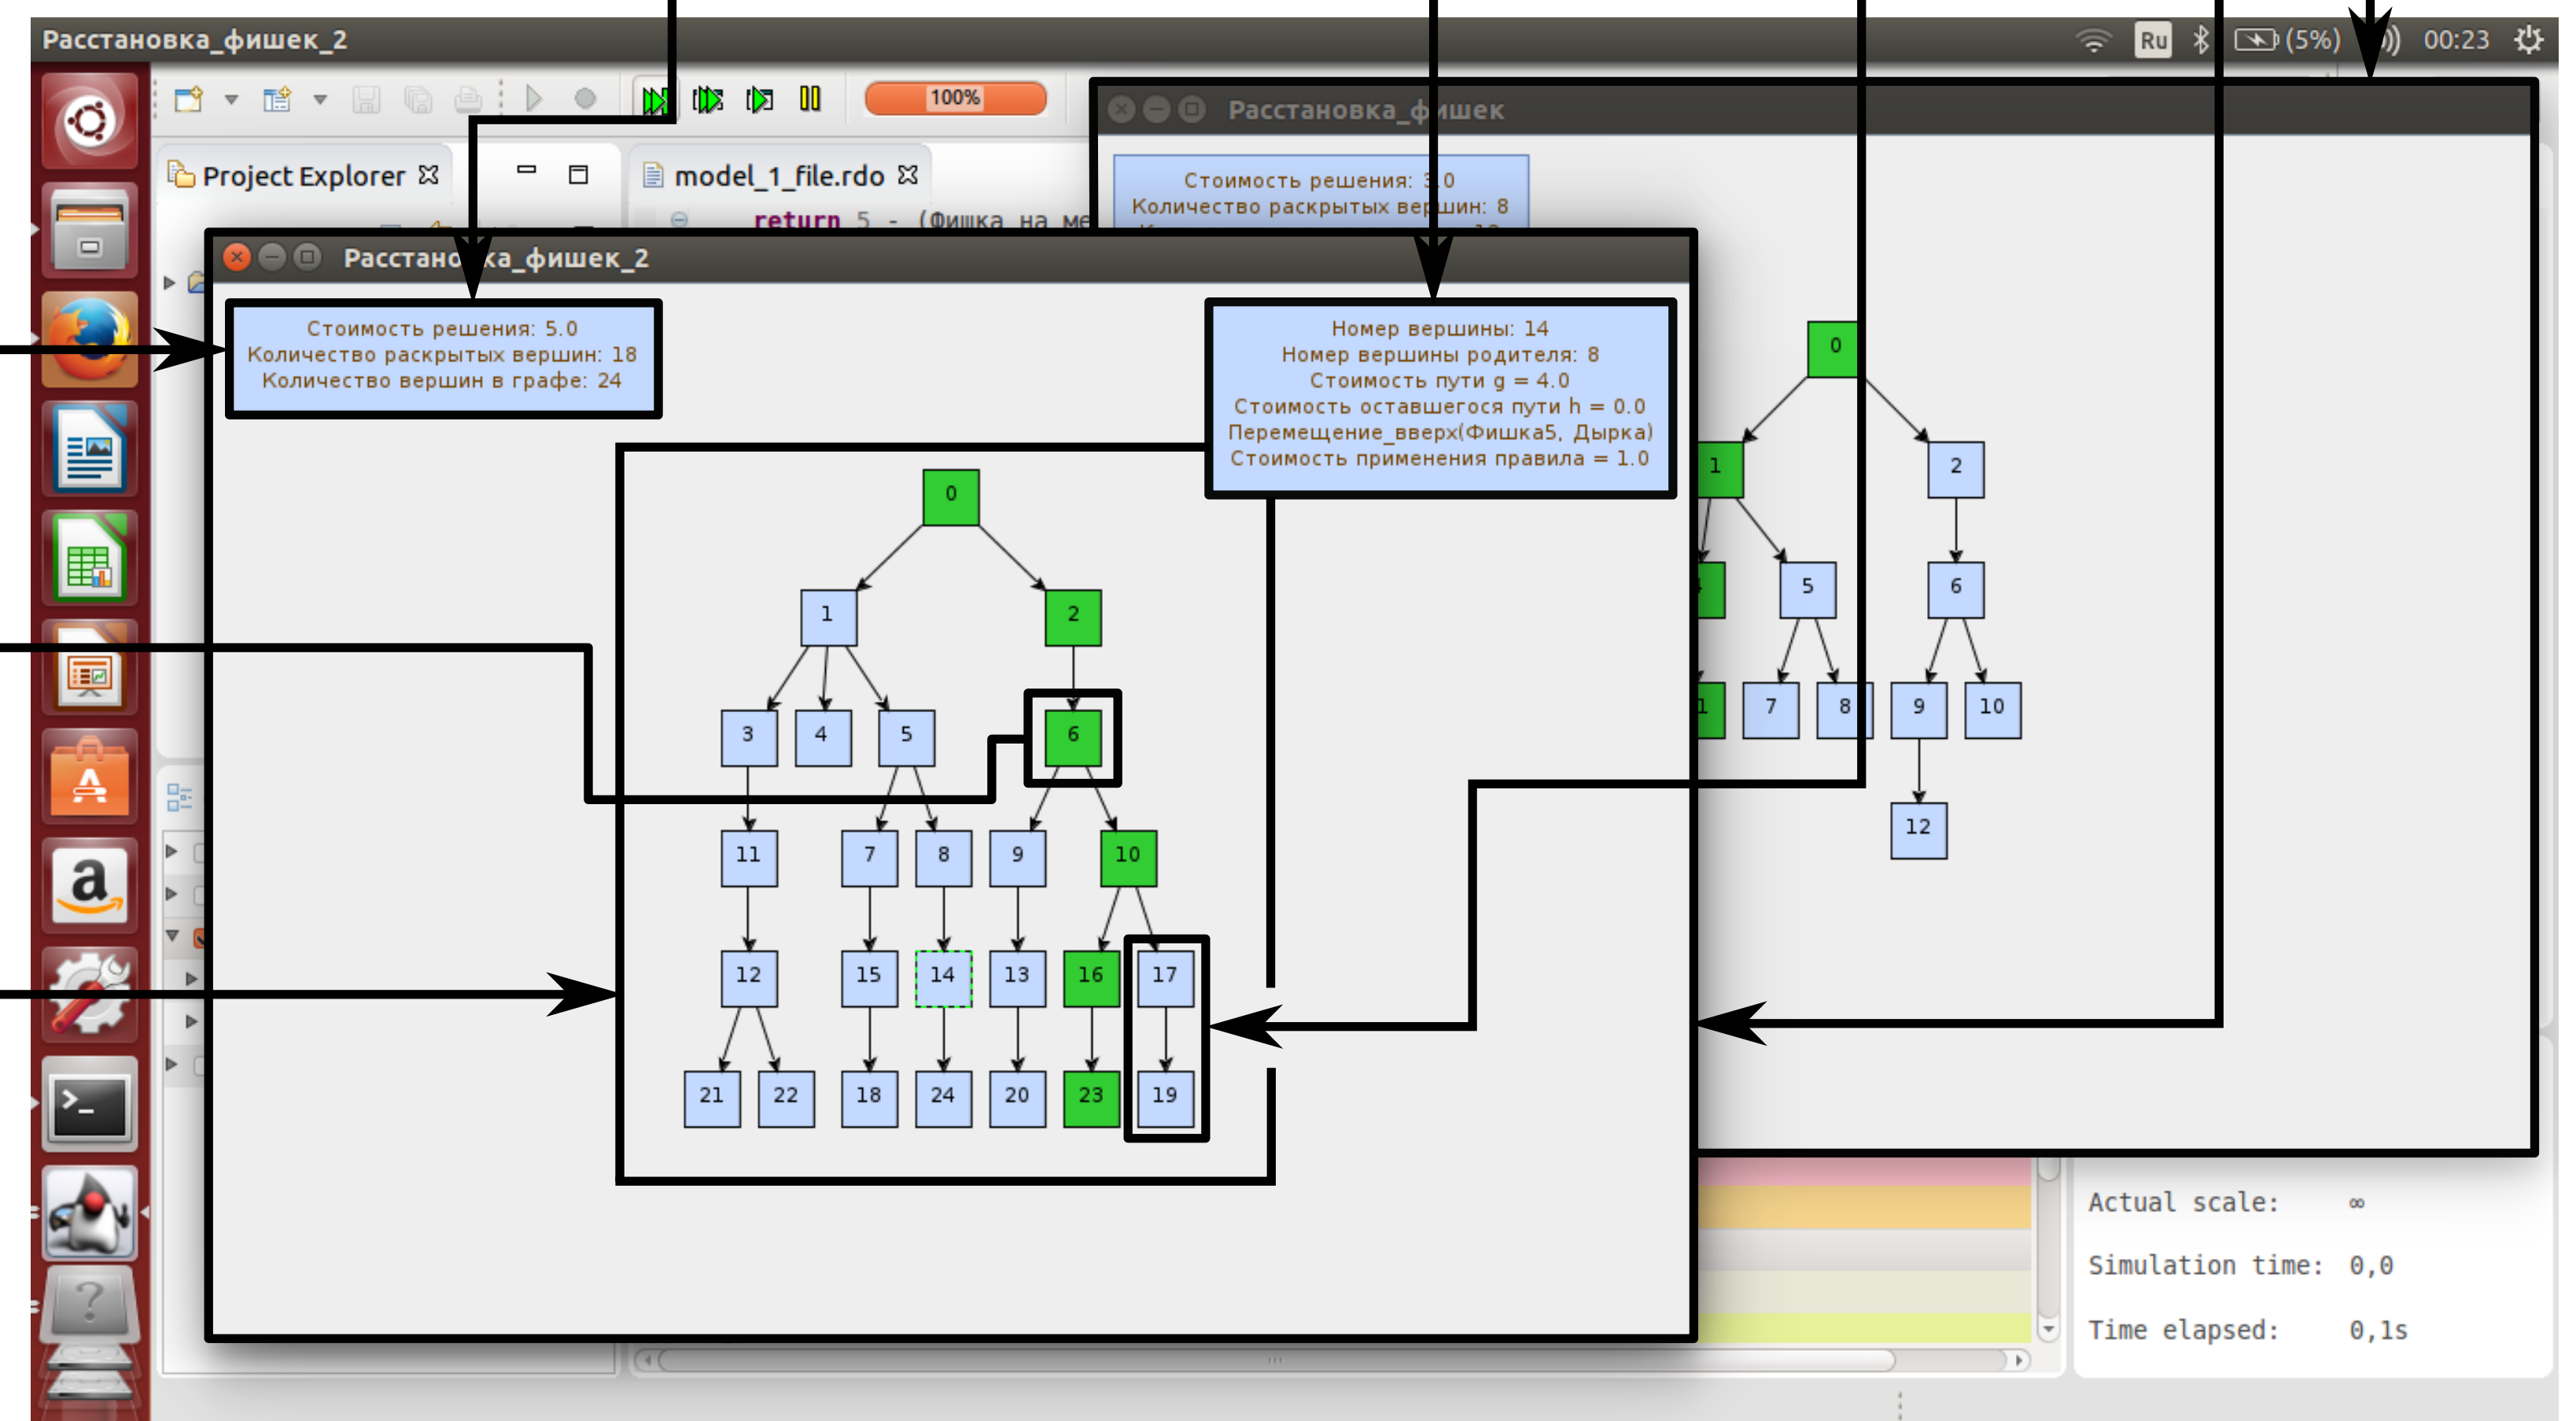 Расстановка_фишек_2
Ru
(5%)
00:23
100%
Project Explorer
model_1_file.rdo
return 5 - (Фишка_на_ме
Расстановка_фишек
Стоимость решения: 3.0
Количество раскрытых вершин: 8
Расстановка_фишек_2
Стоимость решения: 5.0
Количество раскрытых вершин: 18
Количество вершин в графе: 24
Номер вершины: 14
Номер вершины родителя: 8
Стоимость пути g = 4.0
Стоимость оставшегося пути h = 0.0
Перемещение_вверх(Фишка5, Дырка)
Стоимость применения правила = 1.0
0
1
2
3
4
5
6
11
7
8
9
10
12
15
14
13
16
17
21
22
18
24
20
23
19
0
1
2
5
6
7
8
9
10
12
Actual scale: ∞
Simulation time: 0,0
Time elapsed: 0,1s